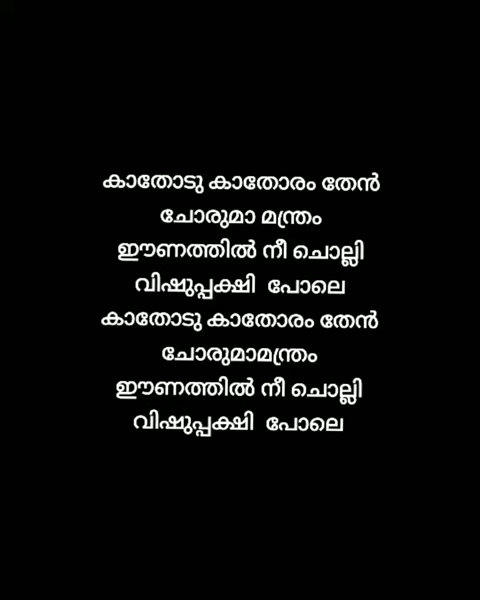 കാതോടു കാതോരം തേൻ
ചോരുമാ മന്ത്രം
ഈണത്തിൽ നീ ചൊല്ലി
വിഷുപ്പക്ഷി പോലെ
കാതോടു കാതോരം തേൻ
ചോരുമാമന്ത്രം
ഈണത്തിൽ നീ ചൊല്ലി
വിഷുപ്പക്ഷി പോലെ